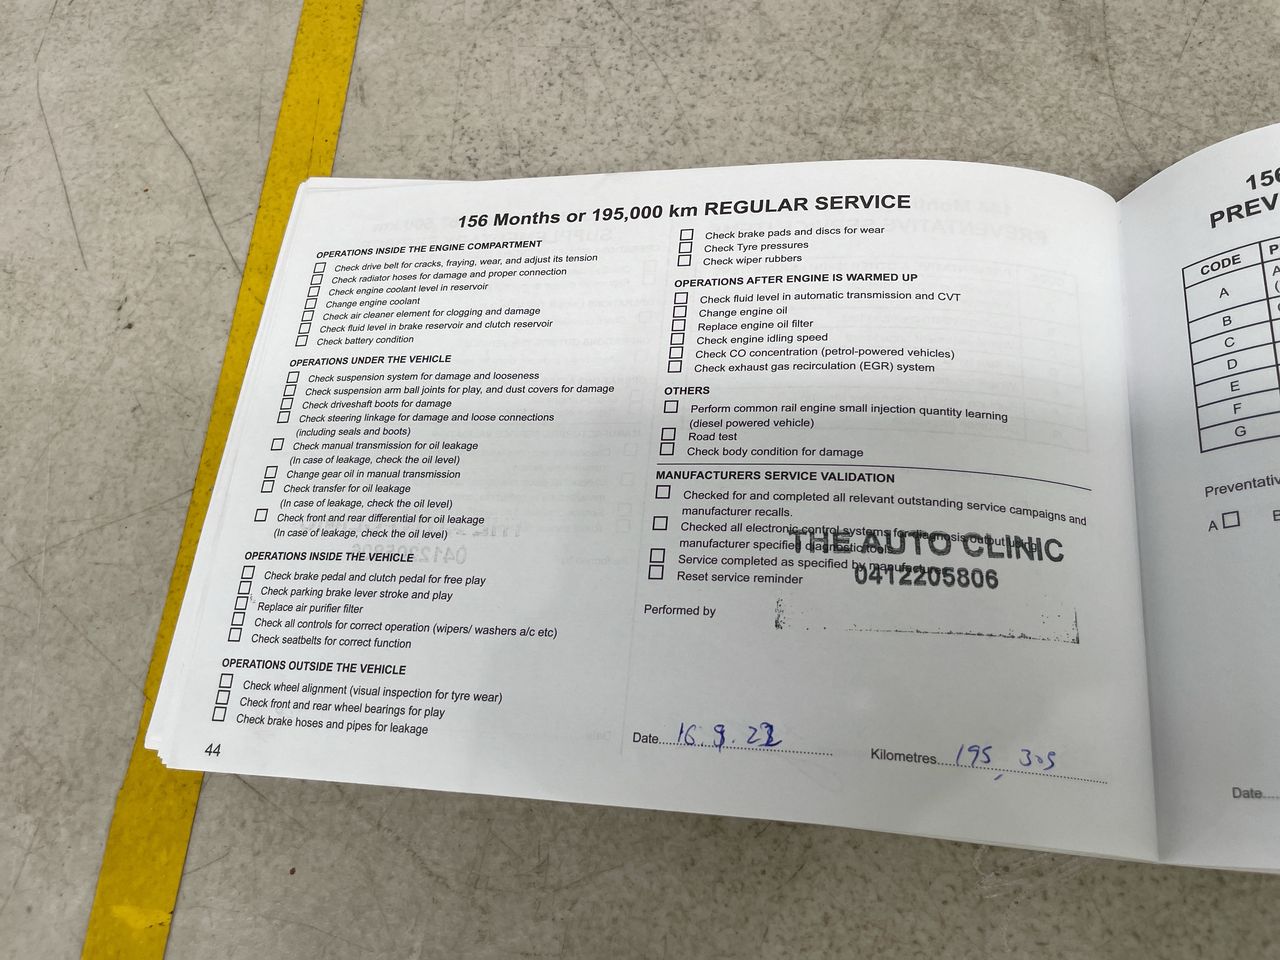 156 Months or 195,000 km REGULAR SERVICE
OPERATIONS INSIDE THE ENGINE COMPARTMENT
Check drive belt for cracks, fraying, wear, and adjust its tension
Check radiator hoses for damage and proper connection
Check engine coolant level in reservoir
Change engine coolant
Check air cleaner element for clogging and damage
Check fluid level in brake reservoir and clutch reservoir
Check battery condition
OPERATIONS UNDER THE VEHICLE
Check suspension system for damage and looseness
Check suspension arm ball joints for play, and dust covers for damage
Check driveshaft boots for damage
Check steering linkage for damage and loose connections
(including seals and boots)
Check manual transmission for oil leakage
(In case of leakage, check the oil level)
Change gear oil in manual transmission
Check transfer for oil leakage
(In case of leakage, check the oil level)
Check front and rear differential for oil leakage
(In case of leakage, check the oil level)
OPERATIONS INSIDE THE VEHICLE
Check brake pedal and clutch pedal for free play
Check parking brake lever stroke and play
Replace air purifier filter
Check all controls for correct operation (wipers/ washers a/c etc)
Check seatbelts for correct function
OPERATIONS OUTSIDE THE VEHICLE
Check wheel alignment (visual inspection for tyre wear)
Check front and rear wheel bearings for play
Check brake hoses and pipes for leakage
44
Check brake pads and discs for wear
Check Tyre pressures
Check wiper rubbers
OPERATIONS AFTER ENGINE IS WARMED UP
Check fluid level in automatic transmission and CVT
Change engine oil
Replace engine oil filter
Check engine idling speed
Check CO concentration (petrol-powered vehicles)
Check exhaust gas recirculation (EGR) system
OTHERS
Perform common rail engine small injection quantity learning
(diesel powered vehicle)
Road test
Check body condition for damage
MANUFACTURERS SERVICE VALIDATION
Checked for and completed all relevant outstanding service campaigns and
manufacturer recalls.
Checked all electronic control systems for diagnosis output using
manufacturer specified diagnostic tools
THE AUTO CLINIC
Service completed as specified by manufacturer
0412205806
Reset service reminder
Performed by
Date 16.9.22
Kilometres 195,305
156
PREV
CODE P
A A
B
C
D
E
F
G
Preventativ
A B
Date